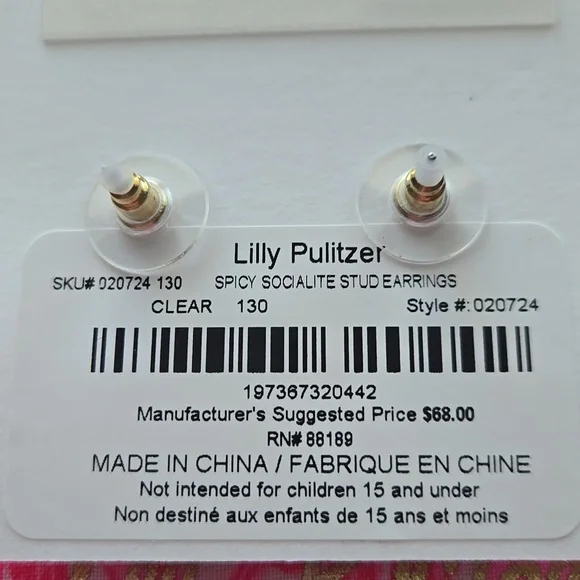 Lilly Pulitzer
SKU# 020724 130 SPICY SOCIALITE STUD EARRINGS
CLEAR 130 Style #: 020724
197367320442
Manufacturer's Suggested Price $68.00
RN# 88189
MADE IN CHINA / FABRIQUE EN CHINE
Not intended for children 15 and under
Non destiné aux enfants de 15 ans et moins